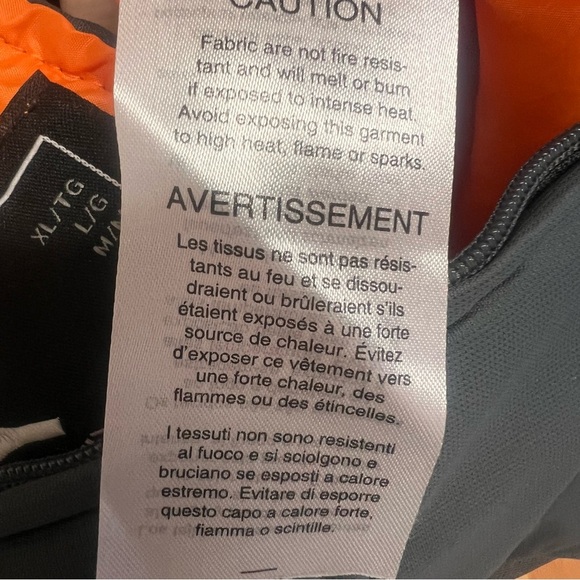 CAUTION
Fabric are not fire resis-
tant and will melt or burn
if exposed to intense heat.
Avoid exposing this garment
to high heat, flame or sparks.
AVERTISSEMENT
Les tissus ne sont pas résis-
tants au feu et se dissou-
draient ou brûleraient s'ils
étaient exposés à une forte
source de chaleur. Évitez
d'exposer ce vêtement vers
une forte chaleur, des
flammes ou des étincelles.
I tessuti non sono resistenti
al fuoco e si sciolgono e
bruciano se esposti a calore
estremo. Evitare di esporre
questo capo a calore forte,
fiamma o scintille.
XL/TG
L/G